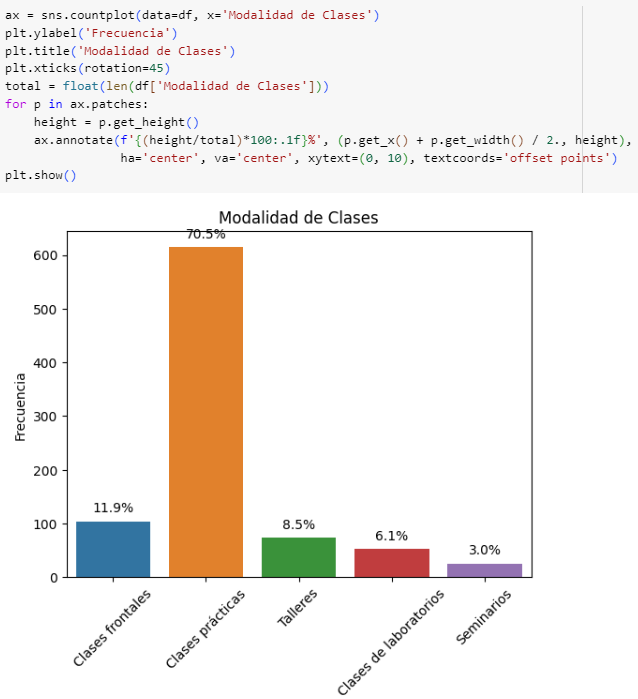 ax = sns.countplot(data=df, x='Modalidad de Clases')
plt.ylabel('Frecuencia')
plt.title('Modalidad de Clases')
plt.xticks(rotation=45)
total = float(len(df['Modalidad de Clases']))
for p in ax.patches:
    height = p.get_height()
    ax.annotate(f'{(height/total)*100:.1f}%', (p.get_x() + p.get_width() / 2., height),
                ha='center', va='center', xytext=(0, 10), textcoords='offset points')
plt.show()
Modalidad de Clases
70.5%
600
500
400
300
200
100
0
Frecuencia
11.9%
8.5%
6.1%
3.0%
Clases frontales
Clases prácticas
Talleres
Clases de laboratorios
Seminarios